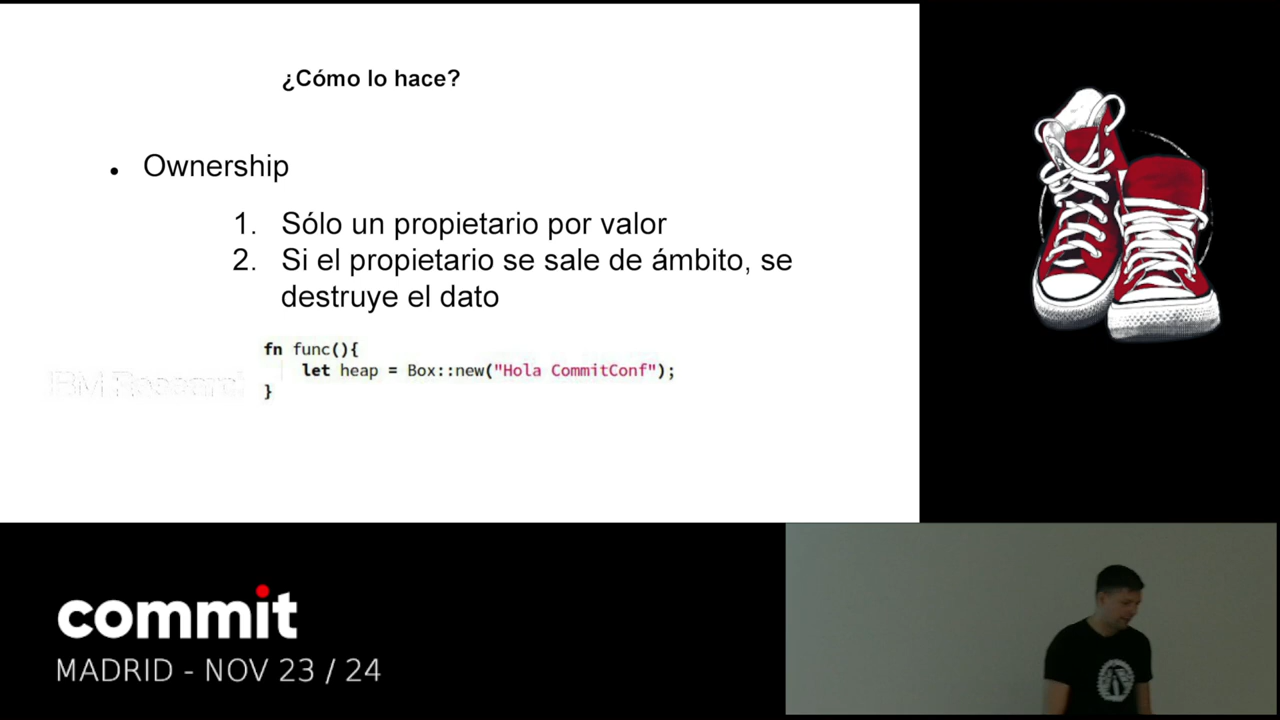 ¿Cómo lo hace?
• Ownership
1. Sólo un propietario por valor
2. Si el propietario se sale de ámbito, se
destruye el dato
fn func(){
let heap = Box::new("Hola CommitConf");
}
commit
MADRID - NOV 23 / 24